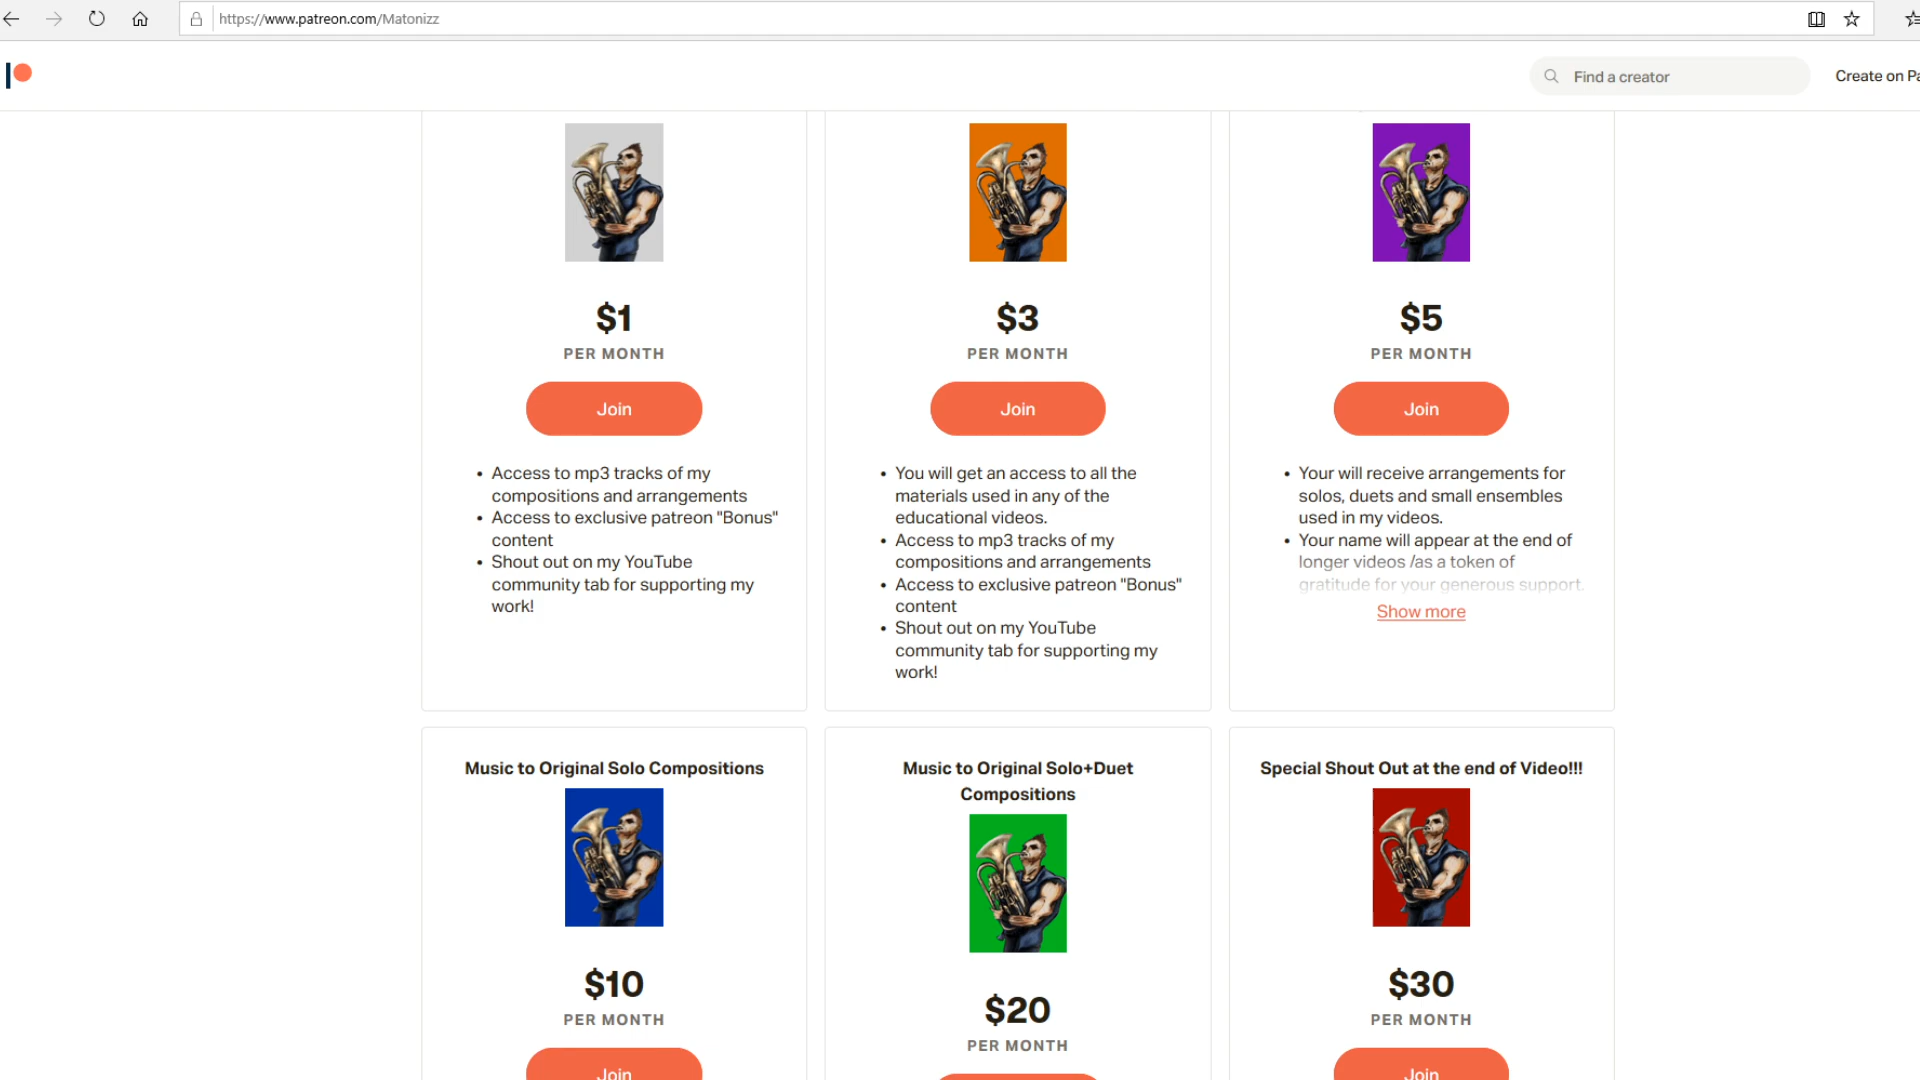 https://www.patreon.com/Matonizz
Find a creator
Create on Pa
$1
PER MONTH
Join
• Access to mp3 tracks of my
compositions and arrangements
• Access to exclusive patreon "Bonus"
content
• Shout out on my YouTube
community tab for supporting my
work!
$3
PER MONTH
Join
• You will get an access to all the
materials used in any of the
educational videos.
• Access to mp3 tracks of my
compositions and arrangements
• Access to exclusive patreon "Bonus"
content
• Shout out on my YouTube
community tab for supporting my
work!
$5
PER MONTH
Join
• Your will receive arrangements for
solos, duets and small ensembles
used in my videos.
• Your name will appear at the end of
longer videos /as a token of
gratitude for your generous support.
Show more
Music to Original Solo Compositions
$10
PER MONTH
Join
Music to Original Solo+Duet
Compositions
$20
PER MONTH
Special Shout Out at the end of Video!!!
$30
PER MONTH
Join